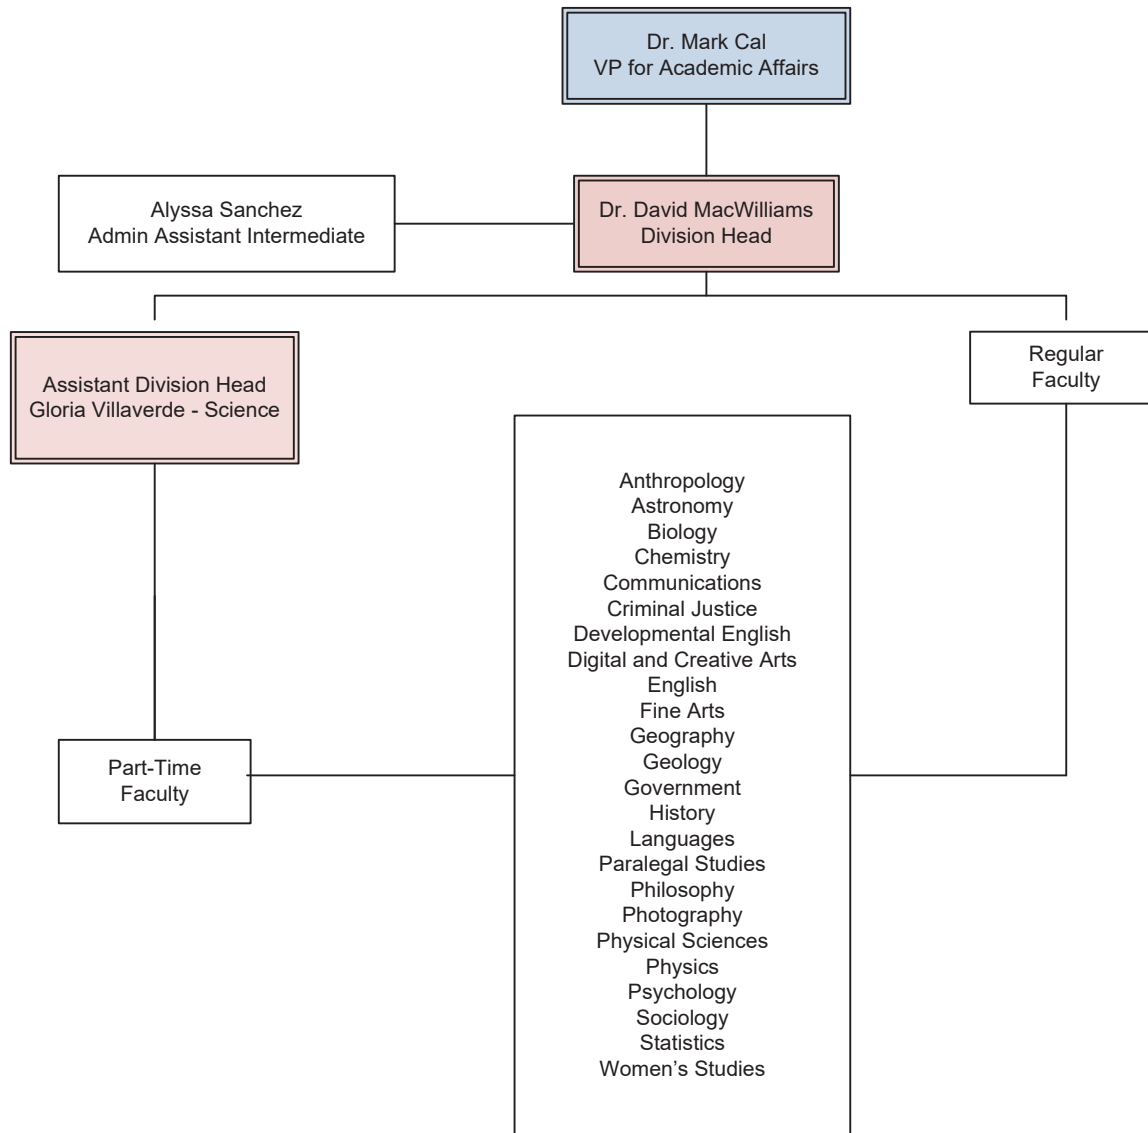 Dr. Mark Cal
VP for Academic Affairs
Alyssa Sanchez
Admin Assistant Intermediate
Dr. David MacWilliams
Division Head
Assistant Division Head
Gloria Villaverde - Science
Regular
Faculty
Anthropology
Astronomy
Biology
Chemistry
Communications
Criminal Justice
Developmental English
Digital and Creative Arts
English
Fine Arts
Geography
Geology
Government
History
Languages
Paralegal Studies
Philosophy
Photography
Physical Sciences
Physics
Psychology
Sociology
Statistics
Women’s Studies
Part-Time
Faculty